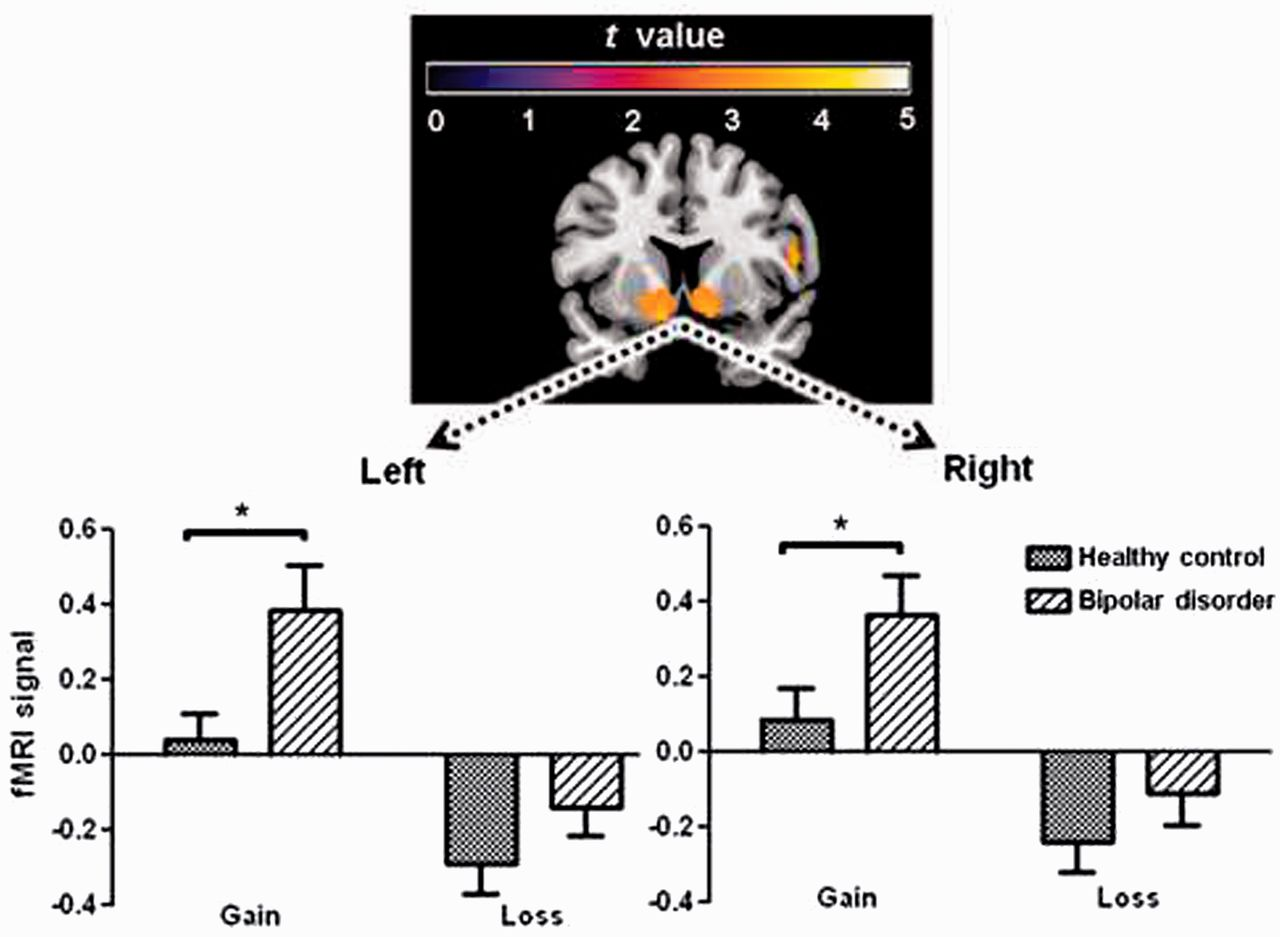 t value
0 1 2 3 4 5
Left
Right
*
0.6
0.4
0.2
0.0
-0.2
-0.4
fMRI signal
Gain
Loss
*
0.6
0.4
0.2
0.0
-0.2
-0.4
Gain
Loss
Healthy control
Bipolar disorder